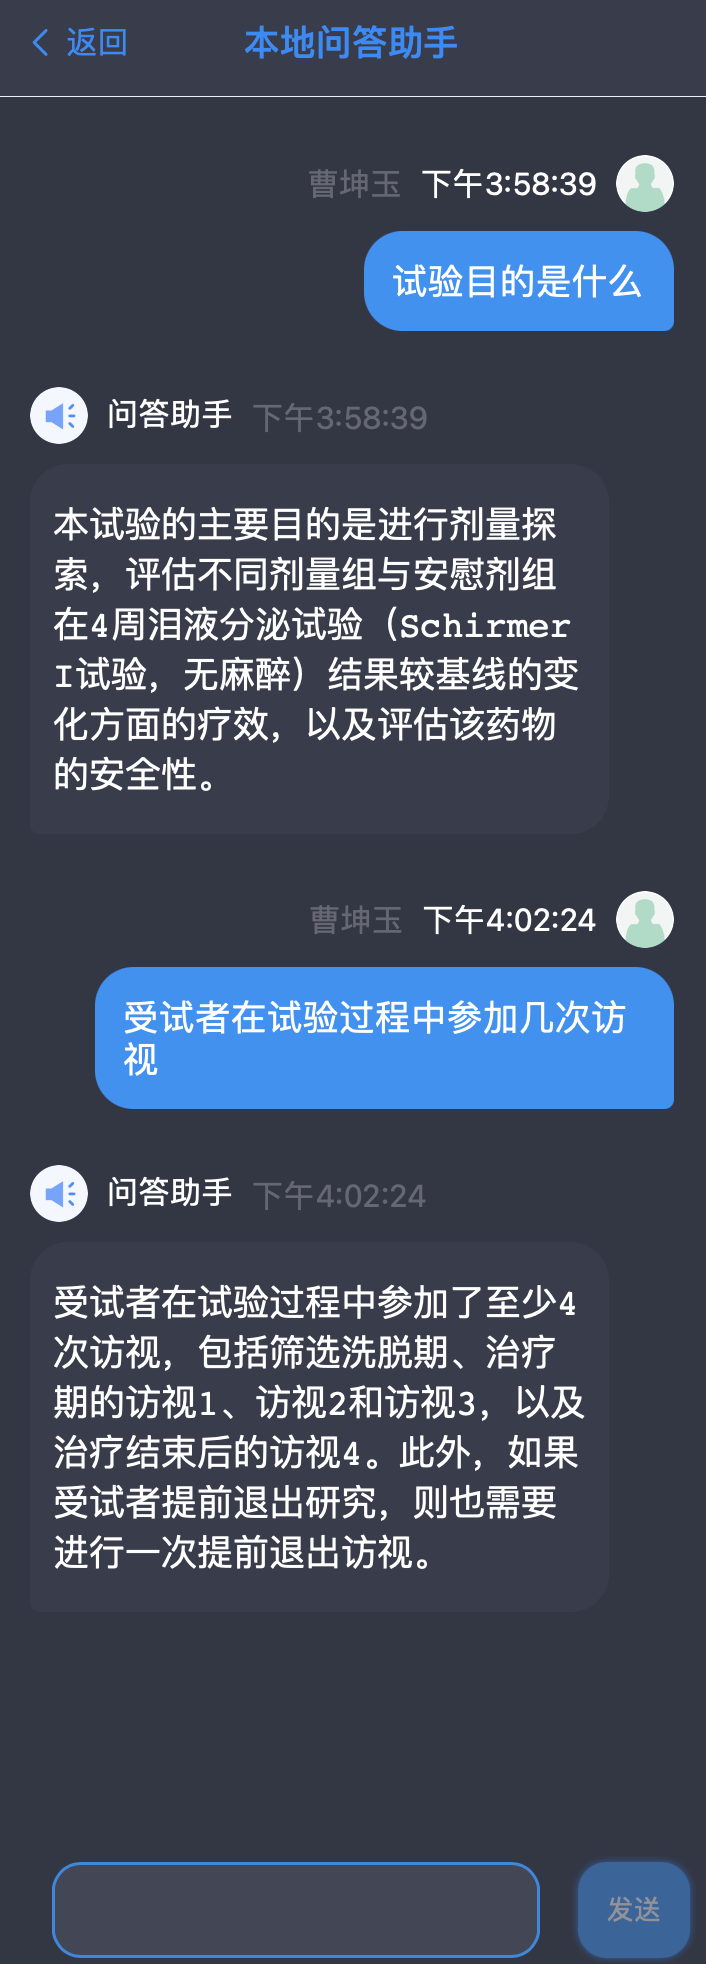 返回
本地问答助手
曹坤玉 下午3:58:39
试验目的是什么
问答助手 下午3:58:39
本试验的主要目的是进行剂量探
索，评估不同剂量组与安慰剂组
在4周泪液分泌试验（Schirmer
I试验，无麻醉）结果较基线的变
化方面的疗效，以及评估该药物
的安全性。
曹坤玉 下午4:02:24
受试者在试验过程中参加几次访
视
问答助手 下午4:02:24
受试者在试验过程中参加了至少4
次访视，包括筛选洗脱期、治疗
期的访视1、访视2和访视3，以及
治疗结束后的访视4。此外，如果
受试者提前退出研究，则也需要
进行一次提前退出访视。
发送